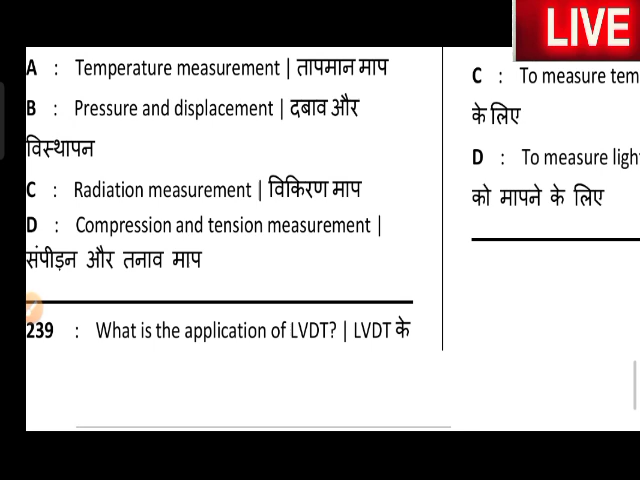 LIVE
A : Temperature measurement | तापमान माप
B : Pressure and displacement | दबाव और
विस्थापन
C : Radiation measurement | विकिरण माप
D : Compression and tension measurement |
संपीड़न और तनाव माप
239 : What is the application of LVDT? | LVDT के
C : To measure tem
के लिए
D : To measure ligh
को मापने के लिए